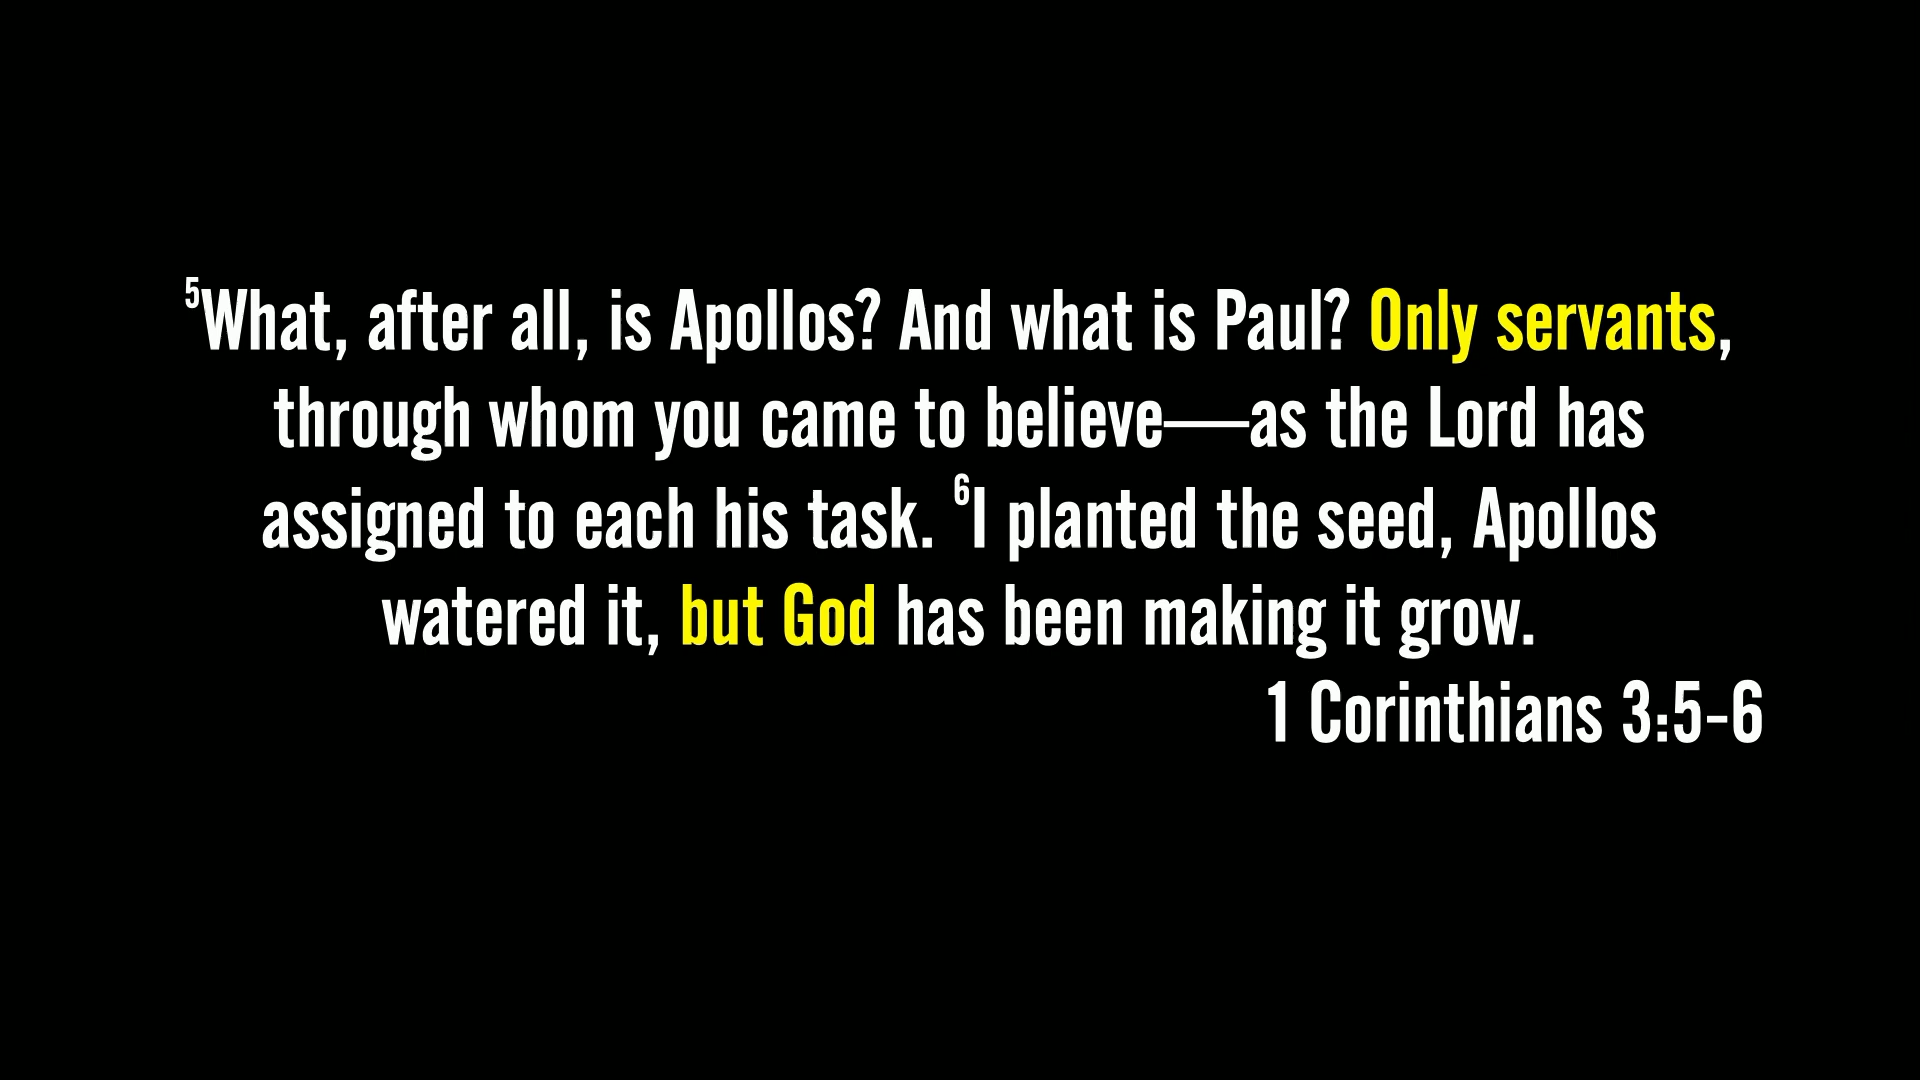 ⁵What, after all, is Apollos? And what is Paul? Only servants,
through whom you came to believe—as the Lord has
assigned to each his task. ⁶I planted the seed, Apollos
watered it, but God has been making it grow.
1 Corinthians 3:5-6